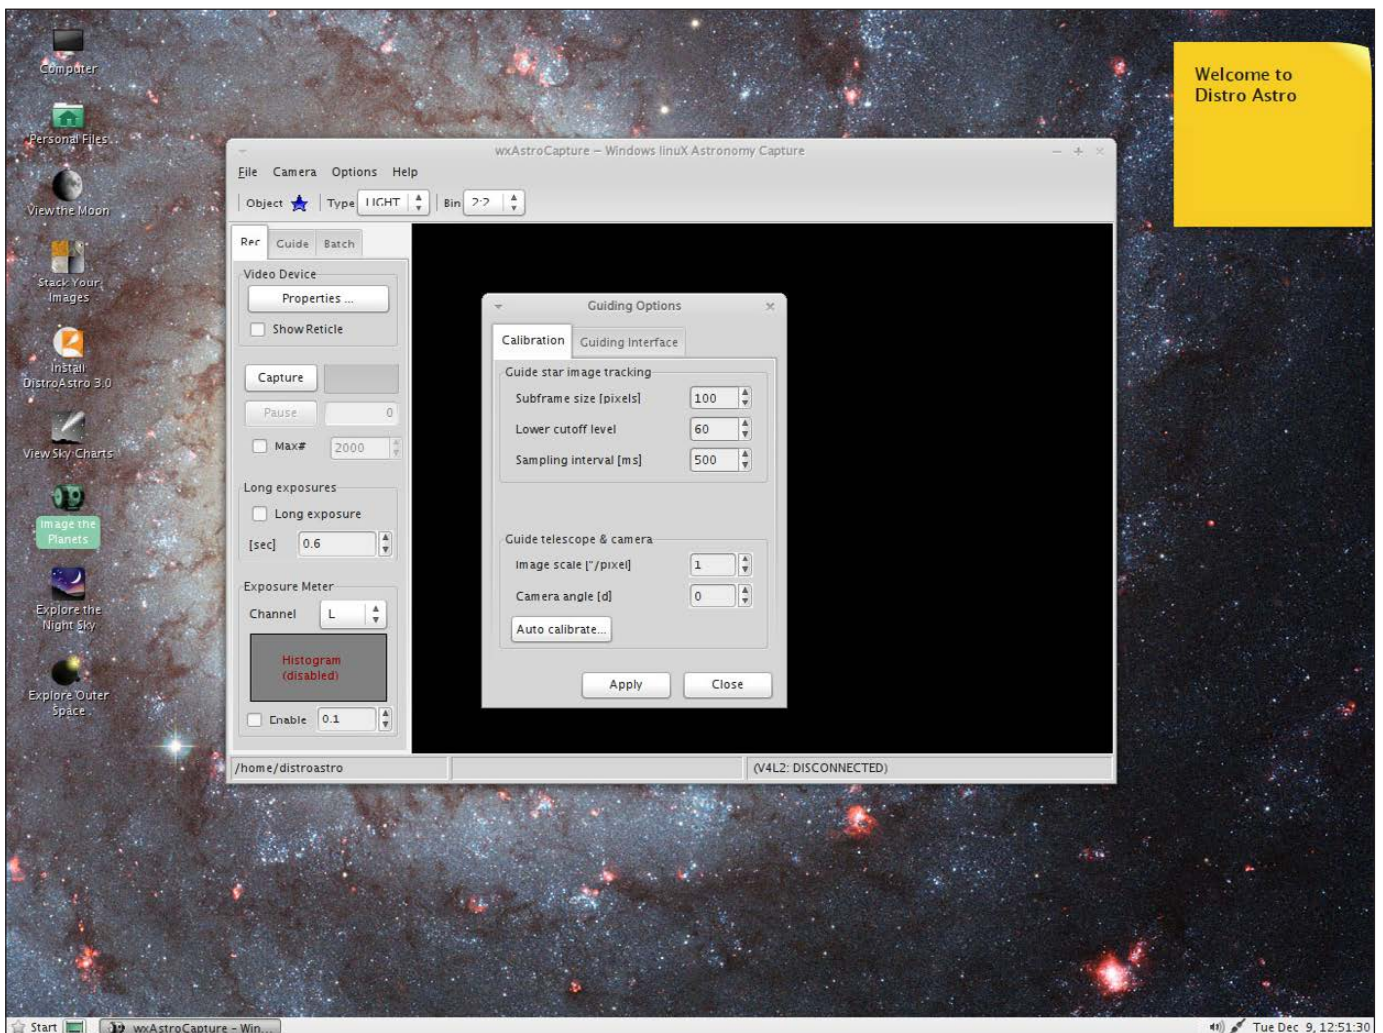 Computer
Personal Files
View the Moon
Stack Your
Images
Install
DistroAstro 3.0
View Sky Charts
Image the
Planets
Explore the
Night Sky
Explore Outer
Space
Welcome to
Distro Astro
wxAstroCapture – Windows linuX Astronomy Capture
File Camera Options Help
Object Type LIGHT Bin 2:2
Rec Guide Batch
Video Device
Properties ...
Show Reticle
Capture
Pause 0
Max# 2000
Long exposures
Long exposure
[sec] 0.6
Exposure Meter
Channel L
Histogram
(disabled)
Enable 0.1
Guiding Options
Calibration Guiding Interface
Guide star image tracking
Subframe size [pixels] 100
Lower cutoff level 60
Sampling interval [ms] 500
Guide telescope & camera
Image scale ["/pixel] 1
Camera angle [d] 0
Auto calibrate...
Apply Close
/home/distroastro (V4L2: DISCONNECTED)
Start wxAstroCapture – Win... Tue Dec 9, 12:51:30